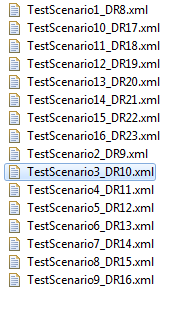 TestScenario1_DR8.xml
TestScenario10_DR17.xml
TestScenario11_DR18.xml
TestScenario12_DR19.xml
TestScenario13_DR20.xml
TestScenario14_DR21.xml
TestScenario15_DR22.xml
TestScenario16_DR23.xml
TestScenario2_DR9.xml
TestScenario3_DR10.xml
TestScenario4_DR11.xml
TestScenario5_DR12.xml
TestScenario6_DR13.xml
TestScenario7_DR14.xml
TestScenario8_DR15.xml
TestScenario9_DR16.xml